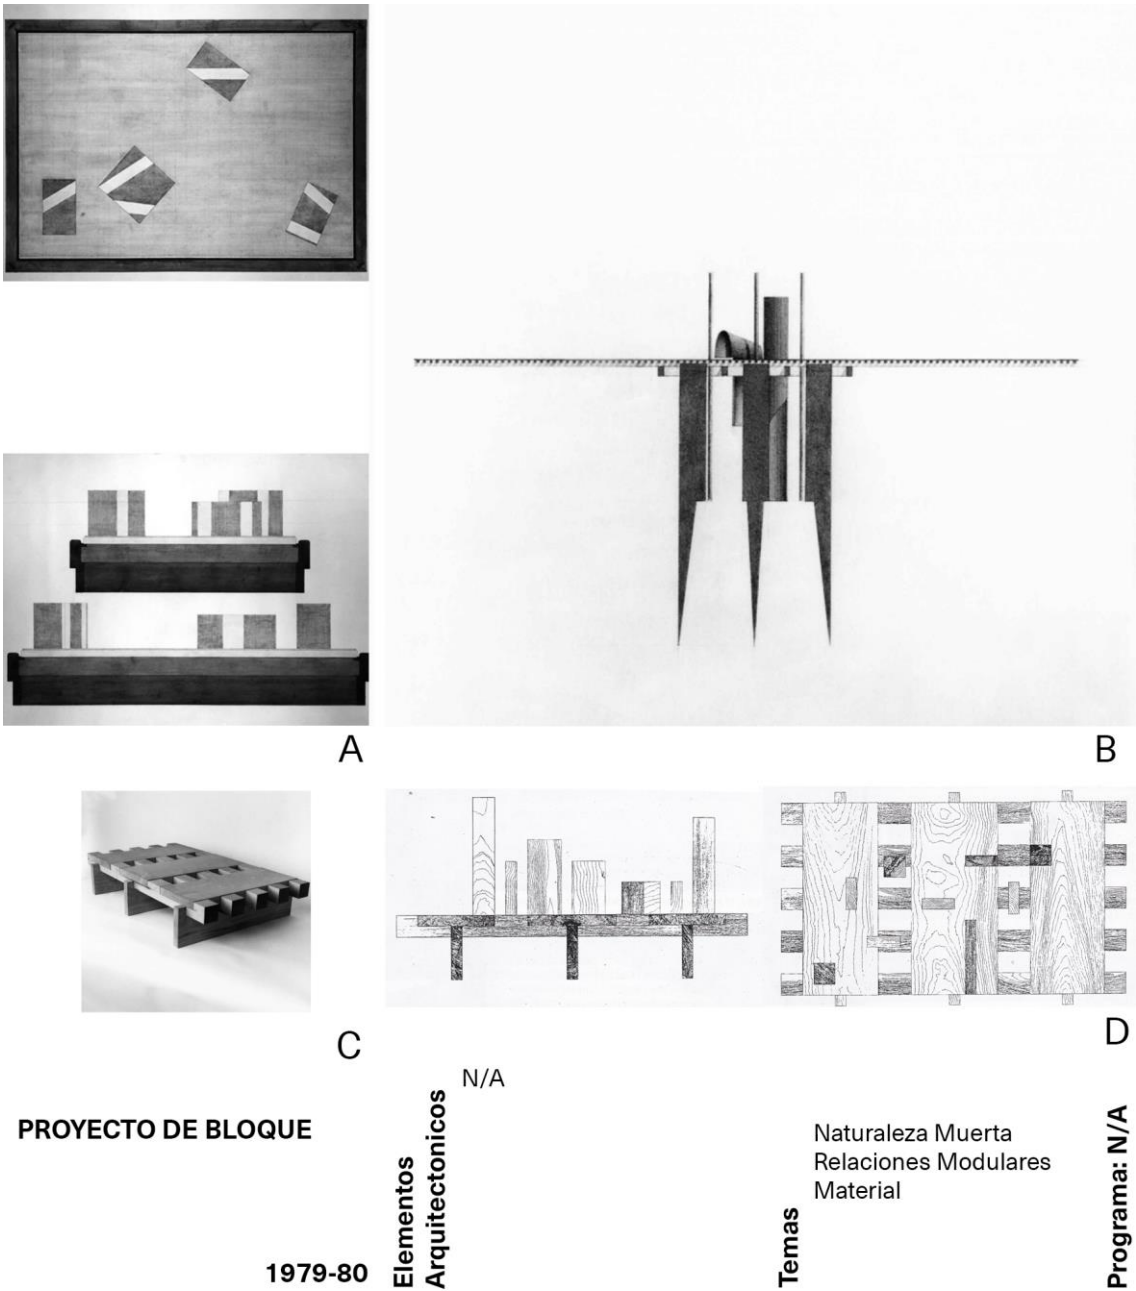 A
B
C
D
PROYECTO DE BLOQUE
1979-80
Elementos
Arquitectonicos
N/A
Temas
Naturaleza Muerta
Relaciones Modulares
Material
Programa: N/A